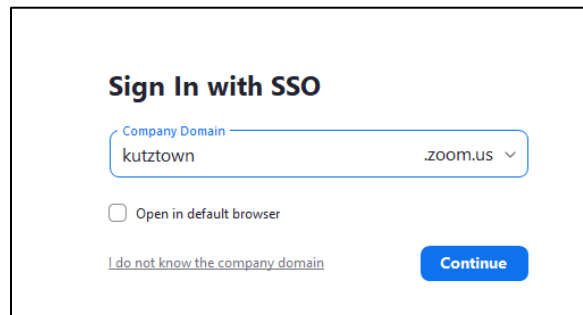 Sign In with SSO
Company Domain
kutztown .zoom.us
Open in default browser
I do not know the company domain Continue